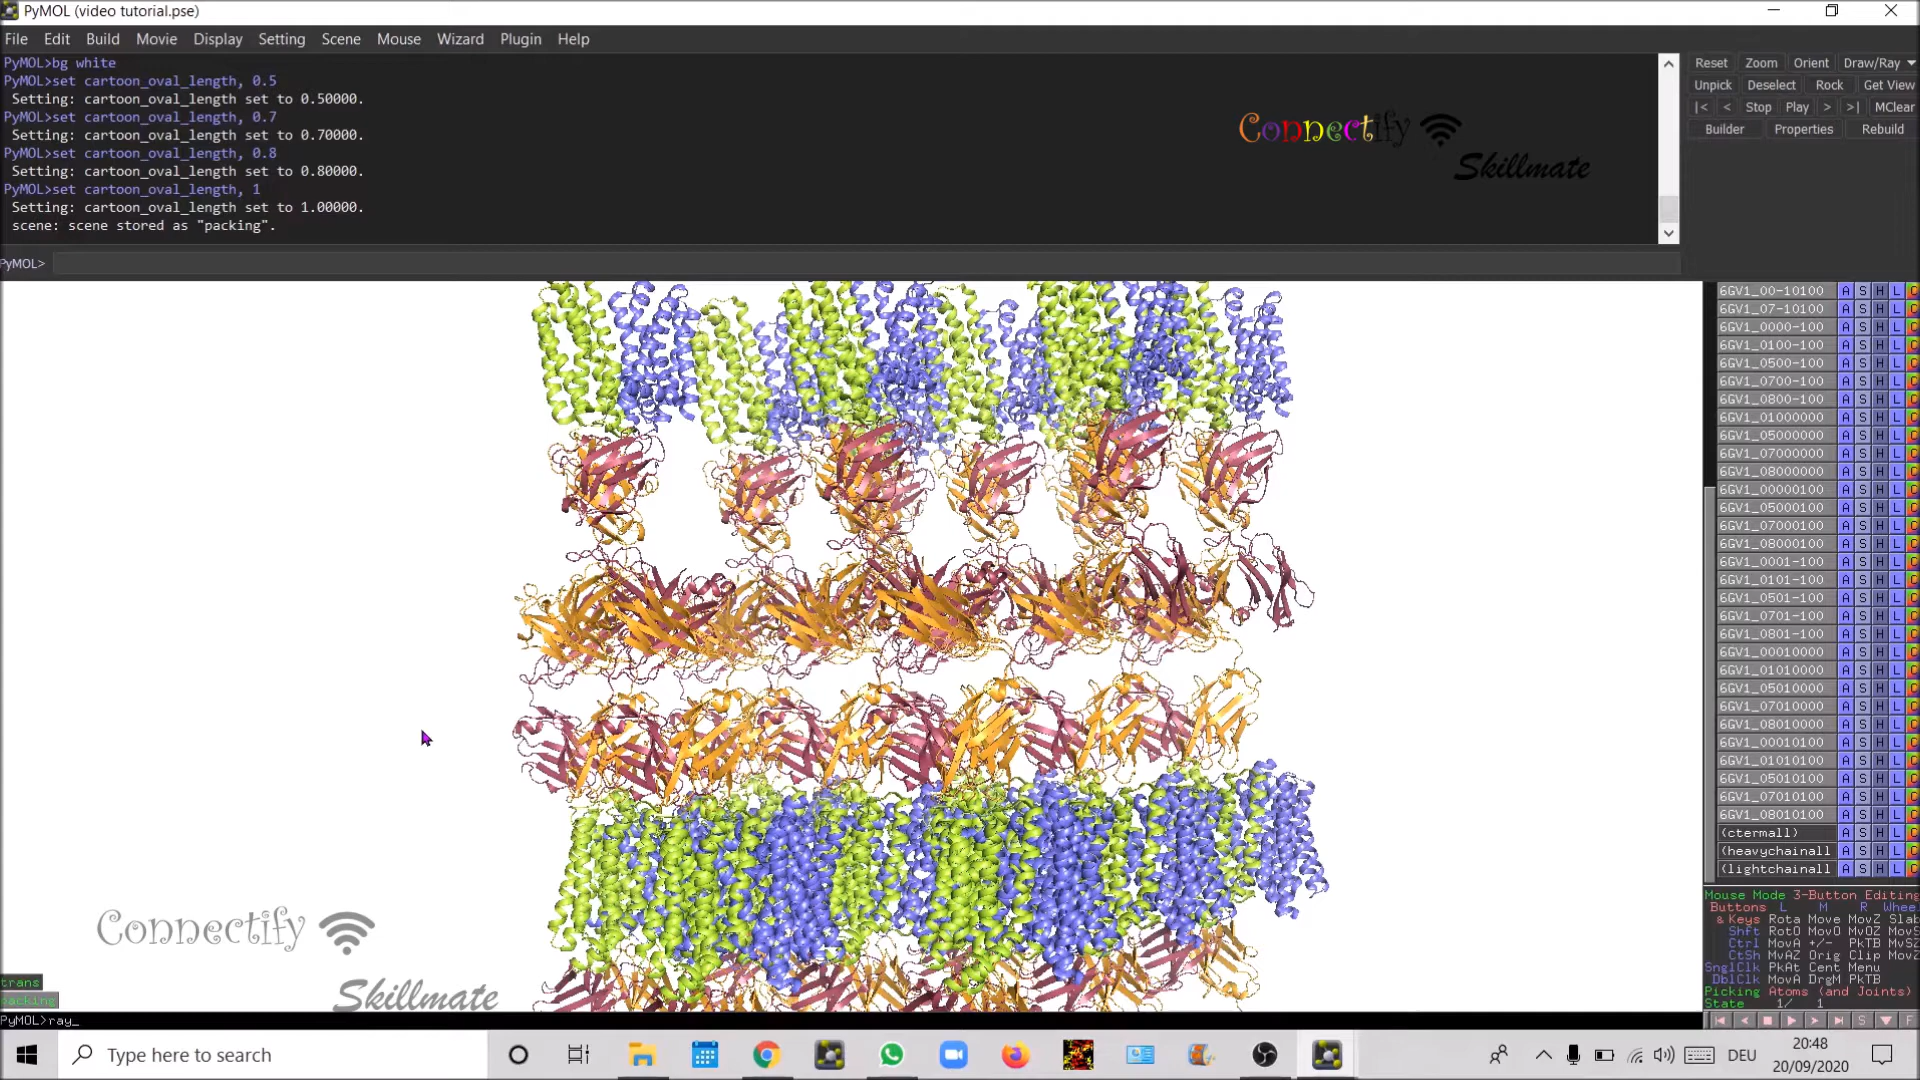 PyMOL (video tutorial.pse)
File Edit Build Movie Display Setting Scene Mouse Wizard Plugin Help
PyMOL>bg white
PyMOL>set cartoon_oval_length, 0.5
Setting: cartoon_oval_length set to 0.50000.
PyMOL>set cartoon_oval_length, 0.7
Setting: cartoon_oval_length set to 0.70000.
PyMOL>set cartoon_oval_length, 0.8
Setting: cartoon_oval_length set to 0.80000.
PyMOL>set cartoon_oval_length, 1
Setting: cartoon_oval_length set to 1.00000.
scene: scene stored as "packing".
PyMOL>
Connectify
Skillmate
Reset Zoom Orient Draw/Ray
Unpick Deselect Rock Get View
|< < Stop Play > >| MClear
Builder Properties Rebuild
6GV1_00-10100 A S H L C
6GV1_07-10100 A S H L C
6GV1_0000-100 A S H L C
6GV1_0100-100 A S H L C
6GV1_0500-100 A S H L C
6GV1_0700-100 A S H L C
6GV1_0800-100 A S H L C
6GV1_01000000 A S H L C
6GV1_05000000 A S H L C
6GV1_07000000 A S H L C
6GV1_08000000 A S H L C
6GV1_00000100 A S H L C
6GV1_05000100 A S H L C
6GV1_07000100 A S H L C
6GV1_08000100 A S H L C
6GV1_0001-100 A S H L C
6GV1_0101-100 A S H L C
6GV1_0501-100 A S H L C
6GV1_0701-100 A S H L C
6GV1_0801-100 A S H L C
6GV1_00010000 A S H L C
6GV1_01010000 A S H L C
6GV1_05010000 A S H L C
6GV1_07010000 A S H L C
6GV1_08010000 A S H L C
6GV1_00010100 A S H L C
6GV1_01010100 A S H L C
6GV1_05010100 A S H L C
6GV1_07010100 A S H L C
6GV1_08010100 A S H L C
(ctermall) A S H L C
(heavychainall A S H L C
(lightchainall A S H L C
Mouse Mode 3-Button Editing
Buttons L M R Whee
& Keys Rota Move MovZ Slab
Shft RotO MovO MvOZ MovS
Ctrl MovA +/- PkTB MvSZ
CtSh MvAZ Orig Clip MovZ
SnglClk PkAt Cent Menu
DblClk MovA DrgM PkTB
Picking Atoms (and Joints)
State 1/ 1
S F
Connectify
Skillmate
trans
packing
PyMOL>ray_
Type here to search
DEU
20:48
20/09/2020